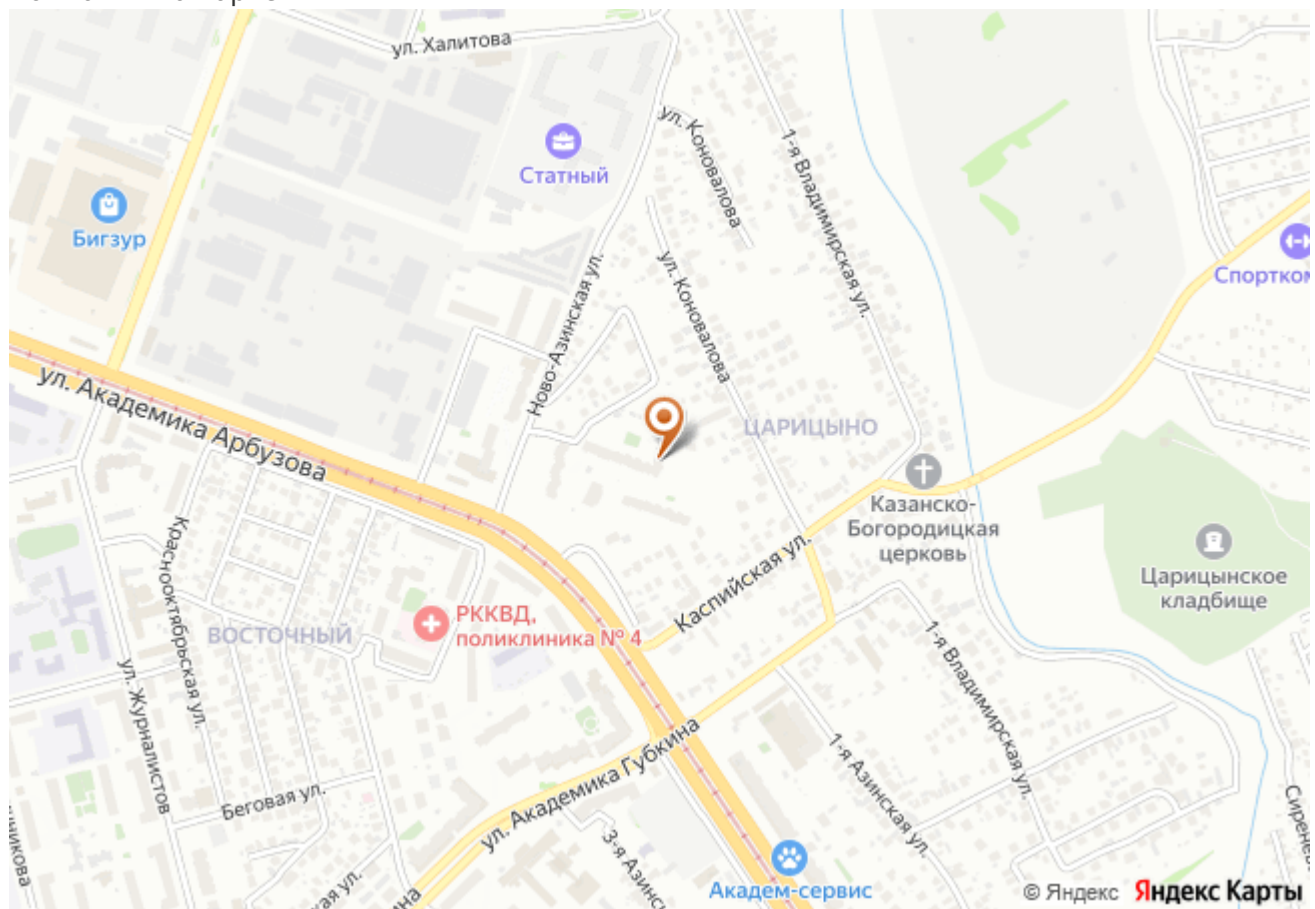 ул. Халитова
ул. Коновалова
1-я Владимирская ул.
Статный
Бигзур
Ново-Азинская ул.
ул. Коновалова
Спортком
ул. Академика Арбузова
ЦАРИЦЫНО
Казанско-
Богородицкая
церковь
Царицынское
кладбище
Краснооктябрьская ул.
Каспийская ул.
РККВД,
поликлиника № 4
ВОСТОЧНЫЙ
1-я Владимирская ул.
ул. Журналистов
1-я Азинская ул.
Беговая ул.
ул. Академика Губкина
3-я Азинск
Академ-сервис
© Яндекс Яндекс Карты